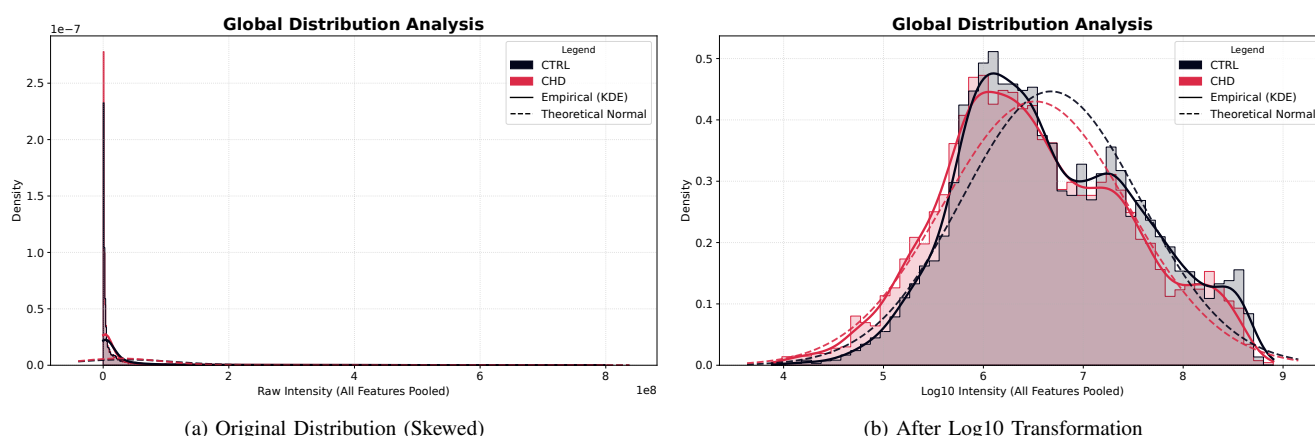 Global Distribution Analysis
1e−7
Legend
CTRL
CHD
Empirical (KDE)
Theoretical Normal
2.5
2.0
1.5
1.0
0.5
0.0
Density
0 2 4 6 8
1e8
Raw Intensity (All Features Pooled)
(a) Original Distribution (Skewed)
Global Distribution Analysis
Legend
CTRL
CHD
Empirical (KDE)
Theoretical Normal
0.5
0.4
0.3
0.2
0.1
0.0
Density
4 5 6 7 8 9
Log10 Intensity (All Features Pooled)
(b) After Log10 Transformation